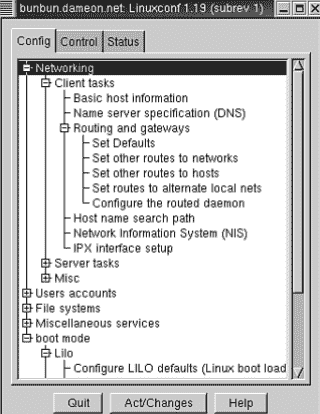 bunbun.dameon.net: Linuxconf 1.19 (subrev 1)
Config Control Status
Networking
Client tasks
Basic host information
Name server specification (DNS)
Routing and gateways
Set Defaults
Set other routes to networks
Set other routes to hosts
Set routes to alternate local nets
Configure the routed daemon
Host name search path
Network Information System (NIS)
IPX interface setup
Server tasks
Misc
Users accounts
File systems
Miscellaneous services
boot mode
Lilo
Configure LILO defaults (Linux boot load
Quit Act/Changes Help